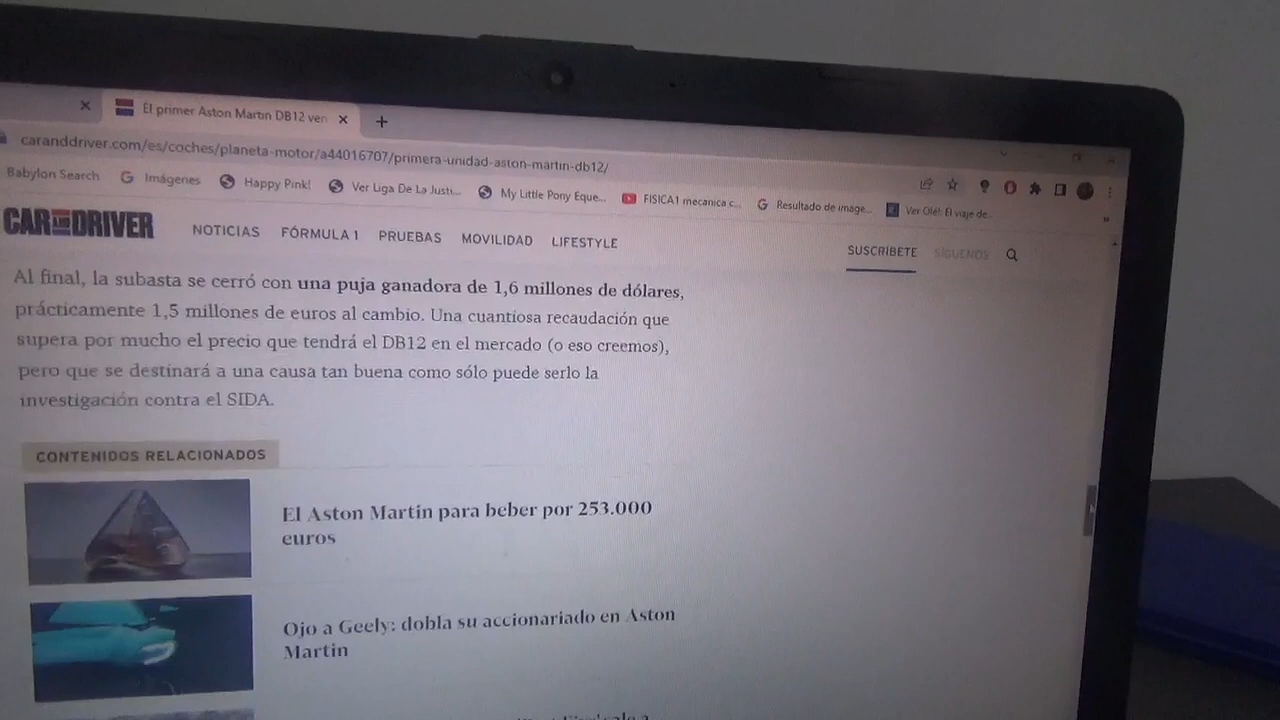 El primer Aston Martin DB12 ven
caranddriver.com/es/coches/planeta-motor/a44016707/primera-unidad-aston-martin-db12/
Babylon Search
Imágenes
Happy Pink!
Ver Liga De La Justi...
My Little Pony Eque...
FISICA1 mecanica c...
Resultado de image...
Ver Olé!: El viaje de...
CAR AND DRIVER
NOTICIAS
FÓRMULA 1
PRUEBAS
MOVILIDAD
LIFESTYLE
SUSCRÍBETE
SÍGUENOS
Al final, la subasta se cerró con una puja ganadora de 1,6 millones de dólares,
prácticamente 1,5 millones de euros al cambio. Una cuantiosa recaudación que
supera por mucho el precio que tendrá el DB12 en el mercado (o eso creemos),
pero que se destinará a una causa tan buena como sólo puede serlo la
investigación contra el SIDA.
CONTENIDOS RELACIONADOS
El Aston Martin para beber por 253.000
euros
Ojo a Geely: dobla su accionariado en Aston
Martin